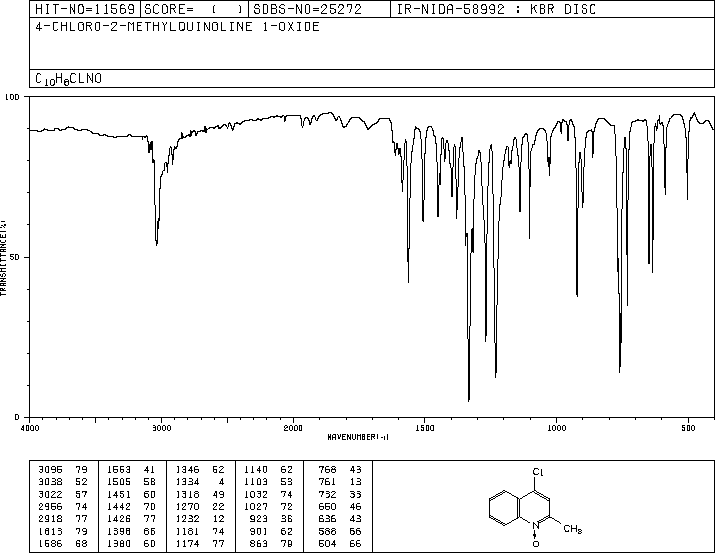 HIT-NO=11569 SCORE= ( ) SDBS-NO=25272 IR-NIDA-58992 : KBR DISC
4-CHLORO-2-METHYLQUINOLINE 1-OXIDE
C10H8CLNO
100
50
0
TRANSMITTANCE(%)
4000 3000 2000 1500 1000 500
WAVENUMBER(-1)
3095 79 1563 41 1346 52 1140 62 768 43
3038 52 1505 58 1334 4 1103 53 761 13
3022 57 1451 60 1318 49 1032 74 732 33
2966 74 1442 70 1270 22 1027 72 650 46
2918 77 1426 77 1232 12 923 36 636 43
1613 79 1398 66 1181 74 901 62 588 66
1586 68 1380 60 1174 77 863 79 504 66
Cl
N
CH3
O